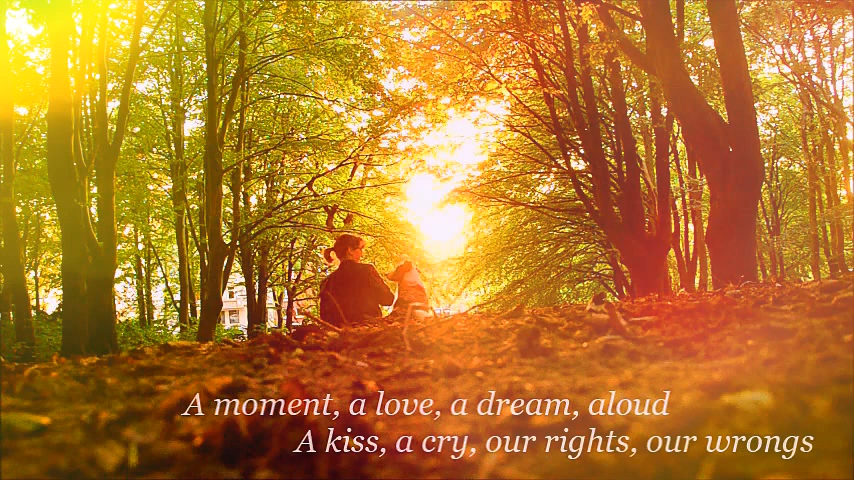 A moment, a love, a dream, aloud
A kiss, a cry, our rights, our wrongs